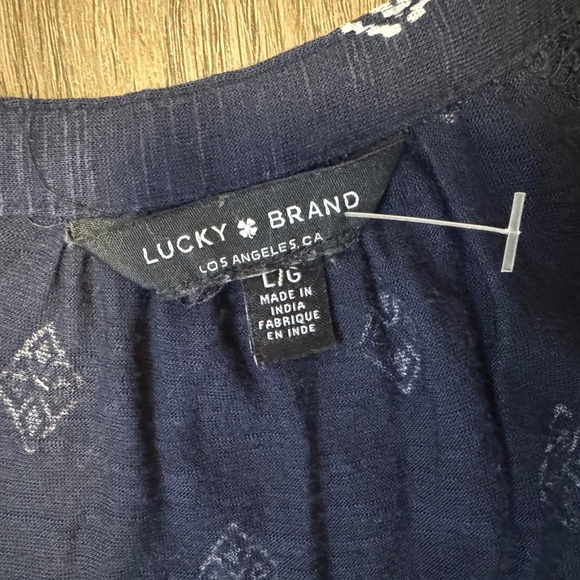 LUCKY BRAND
LOS ANGELES, CA
L/G
MADE IN
INDIA
FABRIQUE
EN INDE